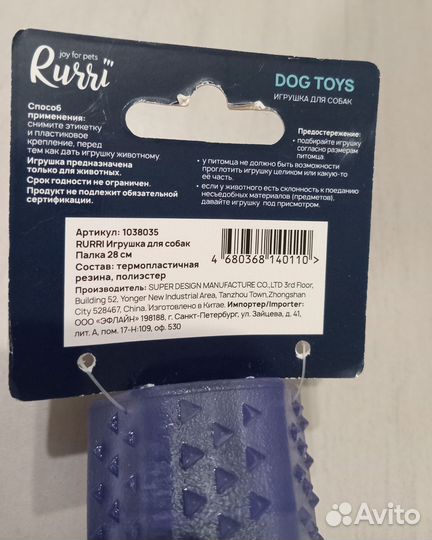 joy for pets
Rurri
DOG TOYS
ИГРУШКА ДЛЯ СОБАК
Способ
применения:
снимите этикетку
и пластиковое
крепление, перед
тем как дать игрушку животному
Игрушка предназначена
только для животных.
Срок годности не ограничен.
Продукт не подлежит обязательной
сертификации.
Предостережение:
• подбирайте игрушку
согласно размерам
питомца.
• у питомца не должно быть возможности
проглотить игрушку целиком или какую-то
её часть.
• если у животного есть склонность к поеданию
несъедобных материалов (предметов),
давайте игрушку под присмотром.
Артикул: 1038035
RURRI Игрушка для собак
Палка 28 см
Состав: термопластичная
резина, полиэстер
4 680368 140110 >
Производитель: SUPER DESIGN MANUFACTURE CO.,LTD 3rd Floor,
Building 52, Yonger New Industrial Area, Tanzhou Town,Zhongshan
City 528467, China. Изготовлено в Китае. Импортер/Importer:
ООО «ЭФЛАЙН» 198188, г. Санкт-Петербург, ул. Зайцева, д. 41,
лит. А, пом. 17-Н; 109, оф. 530
Avito